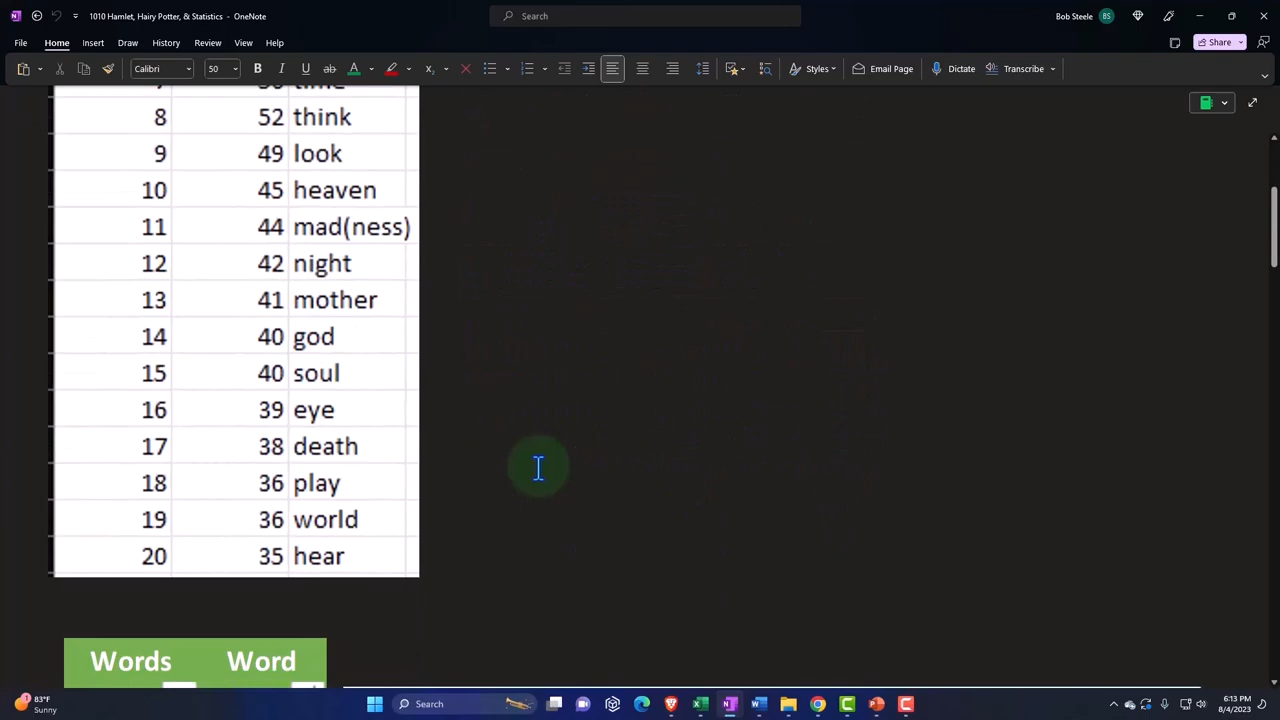 1010 Hamlet, Hairy Potter, & Statistics - OneNote
Search
Bob Steele
BS
File Home Insert Draw History Review View Help
Share
Calibri 50 B I U ab A Email Page Dictate Transcribe Styles
8 52 think
9 49 look
10 45 heaven
11 44 mad(ness)
12 42 night
13 41 mother
14 40 god
15 40 soul
16 39 eye
17 38 death
18 36 play
19 36 world
20 35 hear
Words Word
83°F
Sunny
Search
6:13 PM
8/4/2023